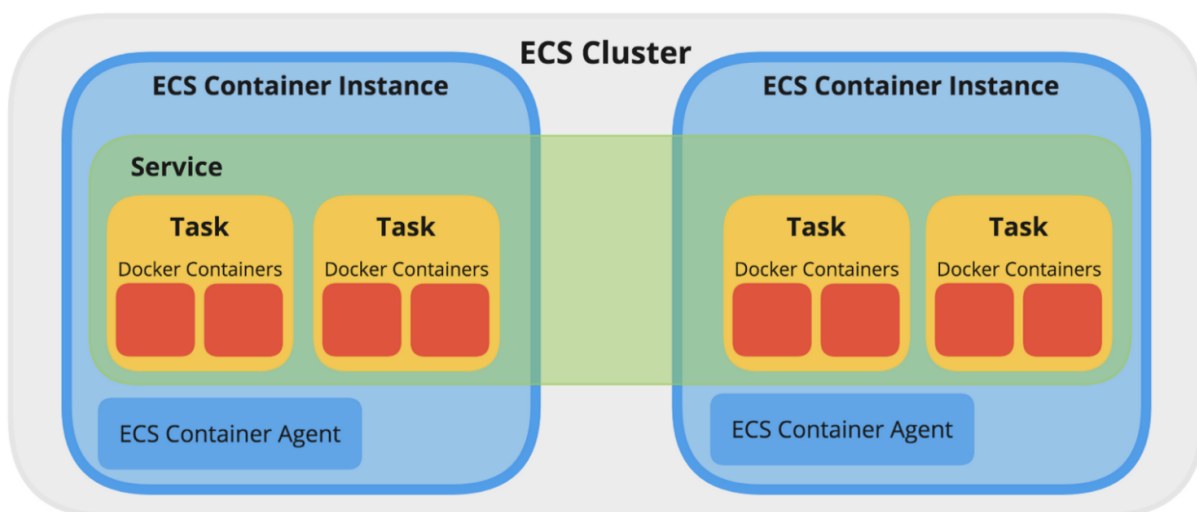 ECS Cluster
ECS Container Instance
ECS Container Instance
Service
Task
Task
Task
Task
Docker Containers
Docker Containers
Docker Containers
Docker Containers
ECS Container Agent
ECS Container Agent